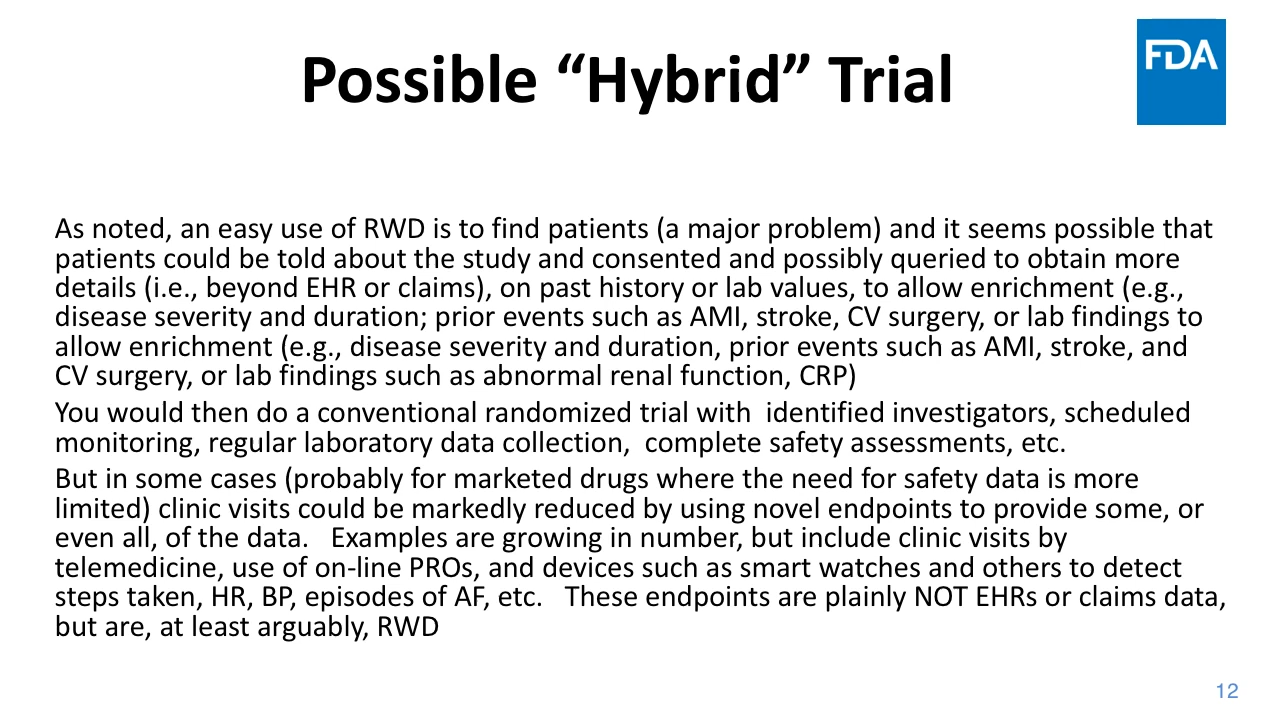 FDA
Possible “Hybrid” Trial
As noted, an easy use of RWD is to find patients (a major problem) and it seems possible that
patients could be told about the study and consented and possibly queried to obtain more
details (i.e., beyond EHR or claims), on past history or lab values, to allow enrichment (e.g.,
disease severity and duration; prior events such as AMI, stroke, CV surgery, or lab findings to
allow enrichment (e.g., disease severity and duration, prior events such as AMI, stroke, and
CV surgery, or lab findings such as abnormal renal function, CRP)
You would then do a conventional randomized trial with  identified investigators, scheduled
monitoring, regular laboratory data collection,  complete safety assessments, etc.
But in some cases (probably for marketed drugs where the need for safety data is more
limited) clinic visits could be markedly reduced by using novel endpoints to provide some, or
even all, of the data.   Examples are growing in number, but include clinic visits by
telemedicine, use of on-line PROs, and devices such as smart watches and others to detect
steps taken, HR, BP, episodes of AF, etc.   These endpoints are plainly NOT EHRs or claims data,
but are, at least arguably, RWD
12